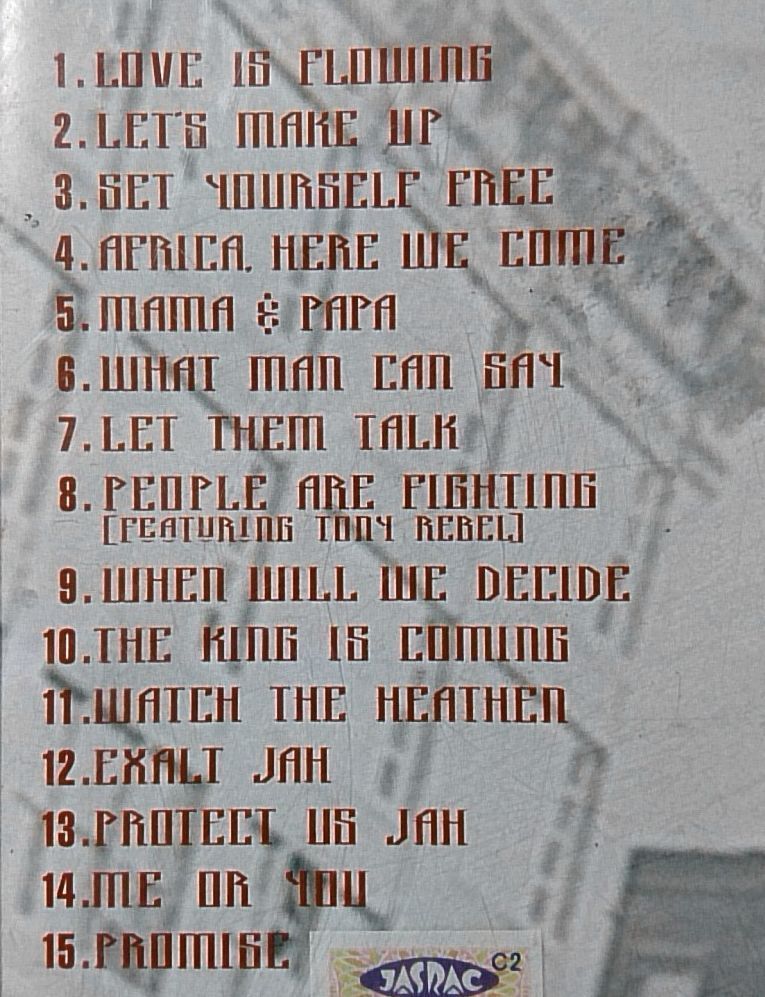 1. LOVE IS FLOWING
2. LET'S MAKE UP
3. SET YOURSELF FREE
4. AFRICA, HERE WE COME
5. MAMA & PAPA
6. WHAT MAN CAN SAY
7. LET THEM TALK
8. PEOPLE ARE FIGHTING
[FEATURING TONY REBEL]
9. WHEN WILL WE DECIDE
10. THE KING IS COMING
11. WATCH THE HEATHEN
12. EXALT JAH
13. PROTECT US JAH
14. ME OR YOU
15. PROMISE
JASRAC C2